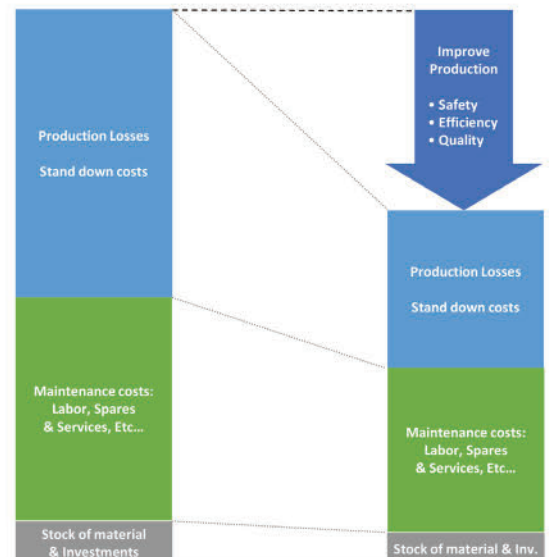 Production Losses
Stand down costs
Maintenance costs:
Labor, Spares
& Services, Etc...
Stock of material
& Investments
Improve
Production
• Safety
• Efficiency
• Quality
Production Losses
Stand down costs
Maintenance costs:
Labor, Spares
& Services, Etc...
Stock of material & Inv.